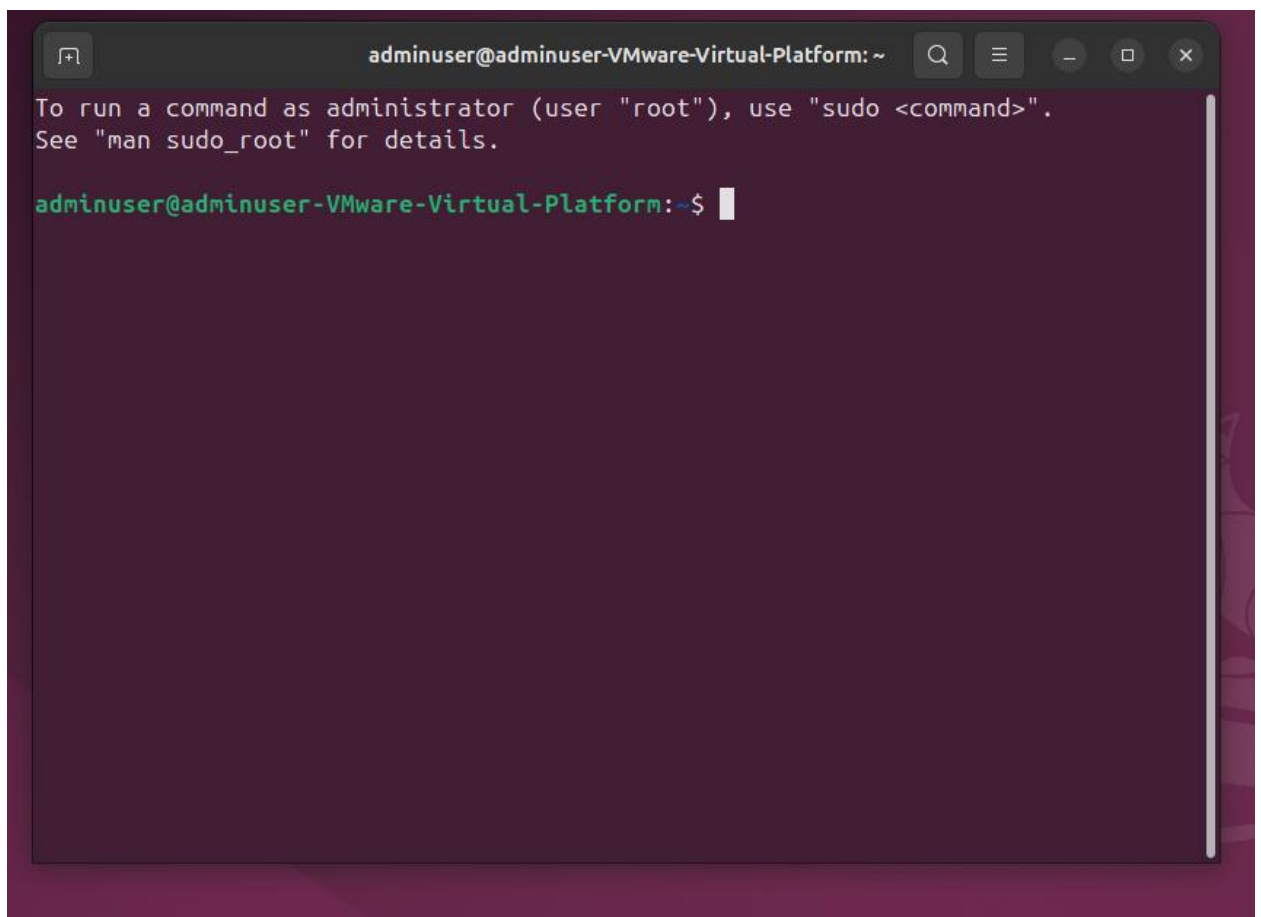 adminuser@adminuser-VMware-Virtual-Platform: ~
To run a command as administrator (user "root"), use "sudo <command>".
See "man sudo_root" for details.
adminuser@adminuser-VMware-Virtual-Platform:~$